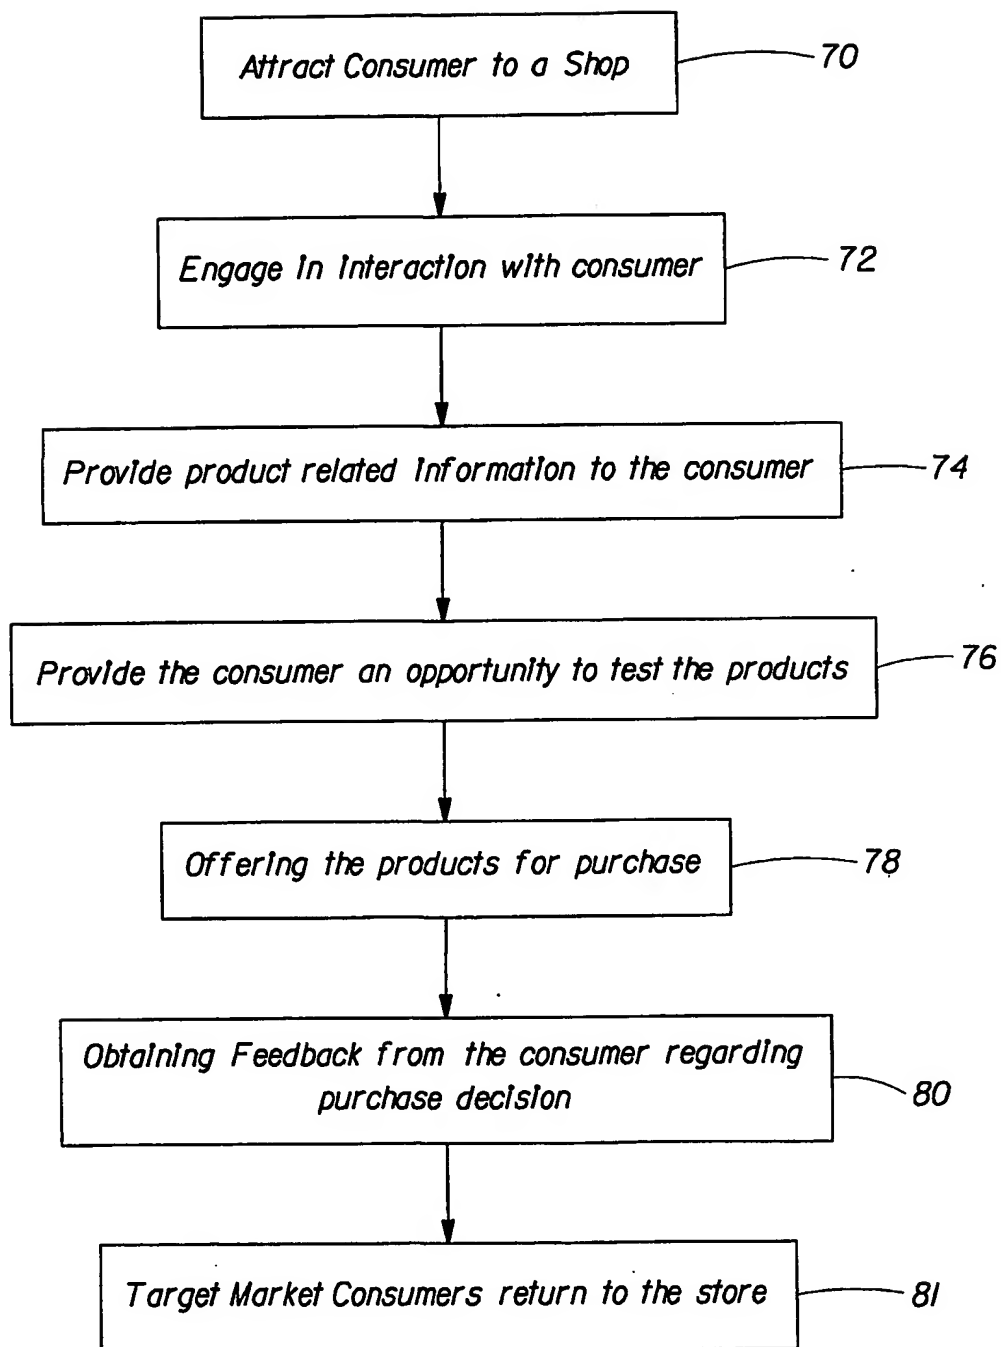 Attract Consumer to a Shop
70
Engage in interaction with consumer
72
Provide product related information to the consumer
74
Provide the consumer an opportunity to test the products
76
Offering the products for purchase
78
Obtaining Feedback from the consumer regarding
purchase decision
80
Target Market Consumers return to the store
81